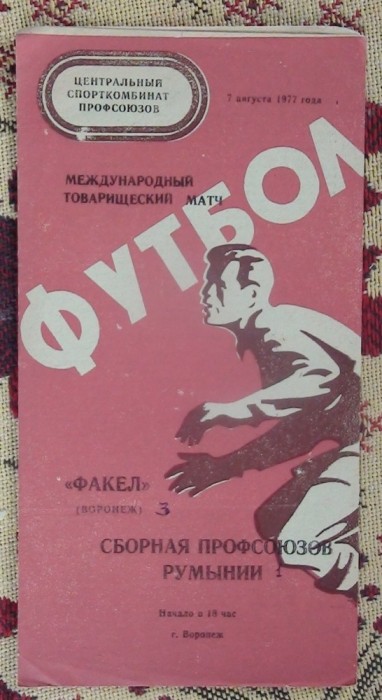 ЦЕНТРАЛЬНЫЙ
СПОРТКОМБИНАТ
ПРОФСОЮЗОВ
7 августа 1977 года
МЕЖДУНАРОДНЫЙ
ТОВАРИЩЕСКИЙ МАТЧ
ФУТБОЛ
«ФАКЕЛ»
(ВОРОНЕЖ) 3
СБОРНАЯ ПРОФСОЮЗОВ
РУМЫНИИ 1
Начало в 18 час
г. Воронеж